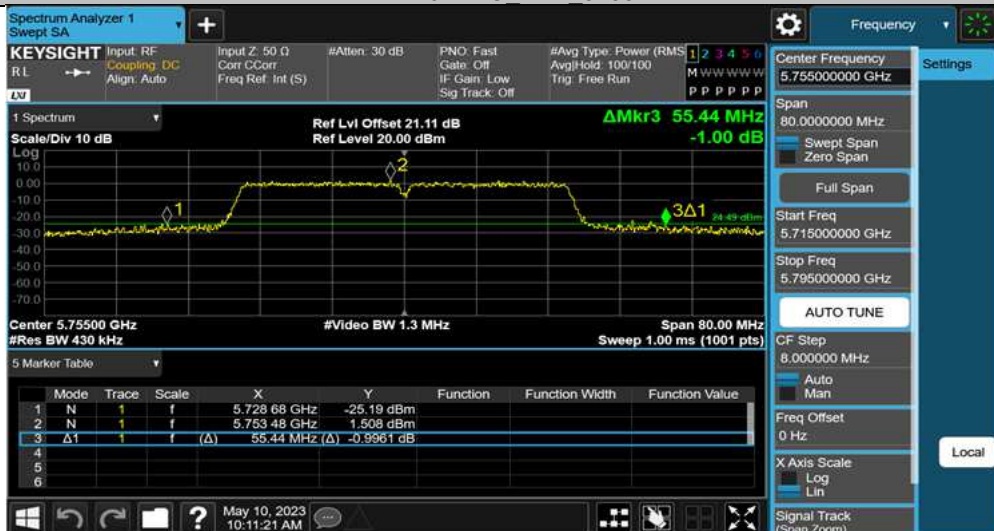 Spectrum Analyzer 1
Swept SA
+
Frequency
KEYSIGHT
RL
LXI
Input: RF
Coupling: DC
Align: Auto
Input Z: 50 Ω
Corr CCorr
Freq Ref: Int (S)
#Atten: 30 dB
PNO: Fast
Gate: Off
IF Gain: Low
Sig Track: Off
#Avg Type: Power (RMS
Avg|Hold: 100/100
Trig: Free Run
1 2 3 4 5 6
M W W W W W
P P P P P P
1 Spectrum
Scale/Div 10 dB
Ref Lvl Offset 21.11 dB
Ref Level 20.00 dBm
ΔMkr3 55.44 MHz
-1.00 dB
Log
10.0
0.00
-10.0
-20.0
-30.0
-40.0
-50.0
-60.0
-70.0
1
2
3Δ1
24.49 dBm
Center 5.75500 GHz
#Res BW 430 kHz
#Video BW 1.3 MHz
Span 80.00 MHz
Sweep 1.00 ms (1001 pts)
5 Marker Table
Mode Trace Scale X Y Function Function Width Function Value
1 N 1 f 5.728 68 GHz -25.19 dBm
2 N 1 f 5.753 48 GHz 1.508 dBm
3 Δ1 1 f (Δ) 55.44 MHz (Δ) -0.9961 dB
4
5
6
?
May 10, 2023
10:11:21 AM
Center Frequency
5.755000000 GHz
Span
80.0000000 MHz
Swept Span
Zero Span
Full Span
Start Freq
5.715000000 GHz
Stop Freq
5.795000000 GHz
AUTO TUNE
CF Step
8.000000 MHz
Auto
Man
Freq Offset
0 Hz
X Axis Scale
Log
Lin
Signal Track
(Span Zoom)
Settings
Local